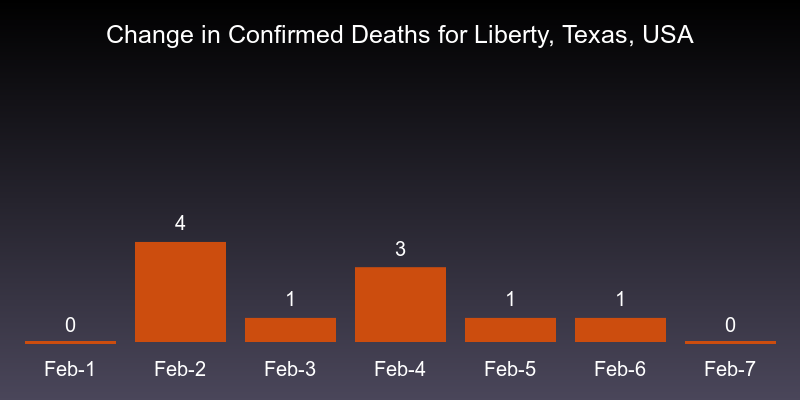 Change in Confirmed Deaths for Liberty, Texas, USA
4
3
1 1 1
0 0
Feb-1 Feb-2 Feb-3 Feb-4 Feb-5 Feb-6 Feb-7